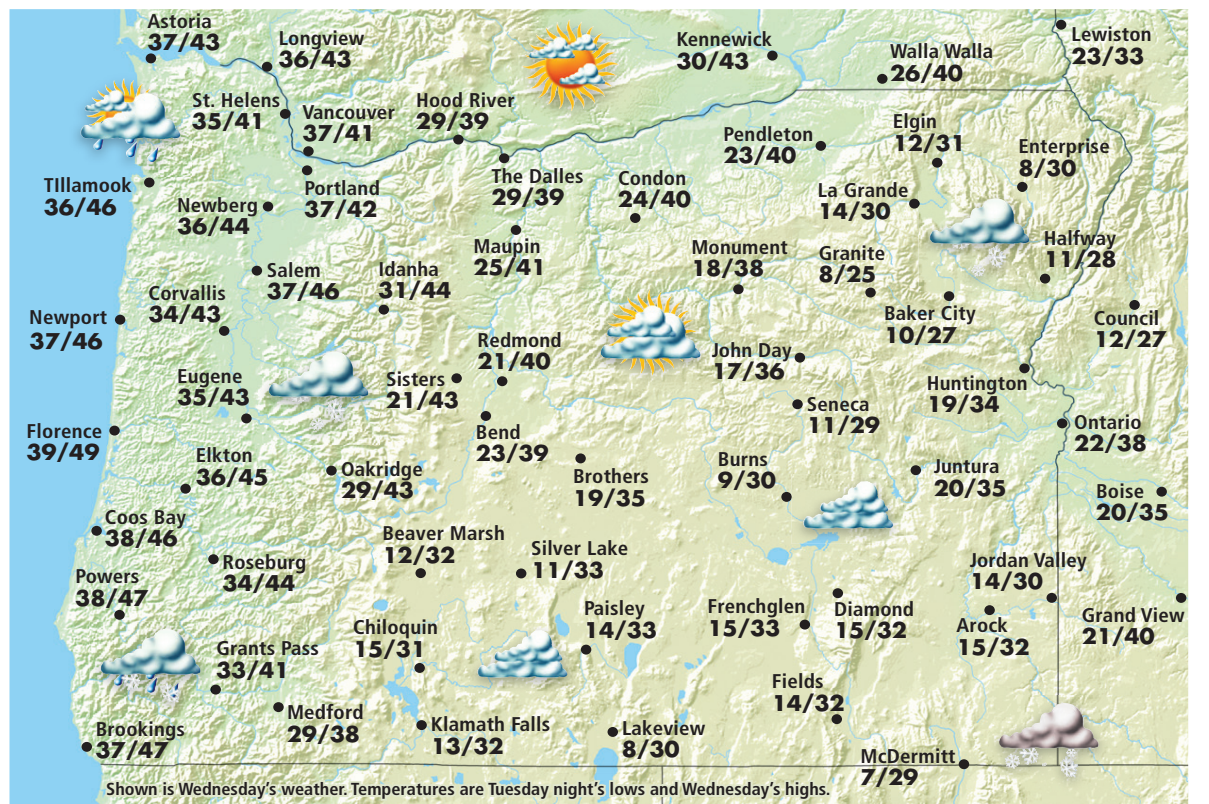 Astoria
37/43
Longview
36/43
Kennewick
30/43
Walla Walla
26/40
Lewiston
23/33
St. Helens
35/41
Vancouver
37/41
Hood River
29/39
Pendleton
23/40
Elgin
12/31
Enterprise
8/30
TIllamook
36/46
Newberg
36/44
Portland
37/42
The Dalles
29/39
Condon
24/40
La Grande
14/30
Maupin
25/41
Monument
18/38
Granite
8/25
Halfway
11/28
Salem
37/46
Idanha
31/44
Corvallis
34/43
Newport
37/46
Baker City
10/27
Council
12/27
Redmond
21/40
John Day
17/36
Eugene
35/43
Sisters
21/43
Huntington
19/34
Seneca
11/29
Florence
39/49
Bend
23/39
Ontario
22/38
Elkton
36/45
Oakridge
29/43
Brothers
19/35
Burns
9/30
Juntura
20/35
Boise
20/35
Coos Bay
38/46
Beaver Marsh
12/32
Silver Lake
11/33
Roseburg
34/44
Jordan Valley
14/30
Powers
38/47
Paisley
14/33
Frenchglen
15/33
Diamond
15/32
Arock
15/32
Grand View
21/40
Chiloquin
15/31
Grants Pass
33/41
Fields
14/32
Medford
29/38
Klamath Falls
13/32
Lakeview
8/30
Brookings
37/47
McDermitt
7/29
Shown is Wednesday's weather. Temperatures are Tuesday night's lows and Wednesday's highs.